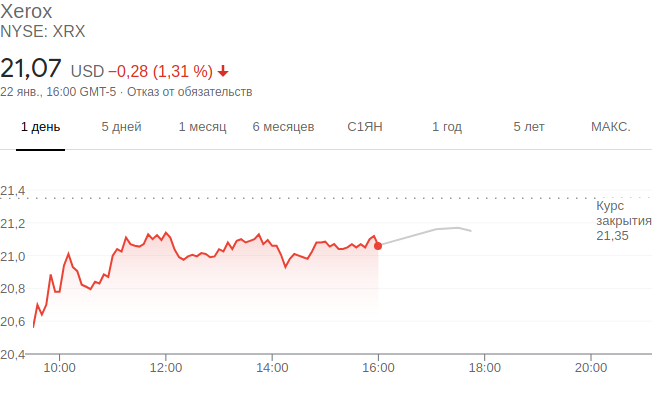 Xerox
NYSE: XRX
21,07 USD −0,28 (1,31 %)
22 янв., 16:00 GMT-5 · Отказ от обязательств
1 день 5 дней 1 месяц 6 месяцев С1ЯН 1 год 5 лет МАКС.
21,4
Курс
закрытия
21,35
21,2
21,0
20,8
20,6
20,4
10:00 12:00 14:00 16:00 18:00 20:00